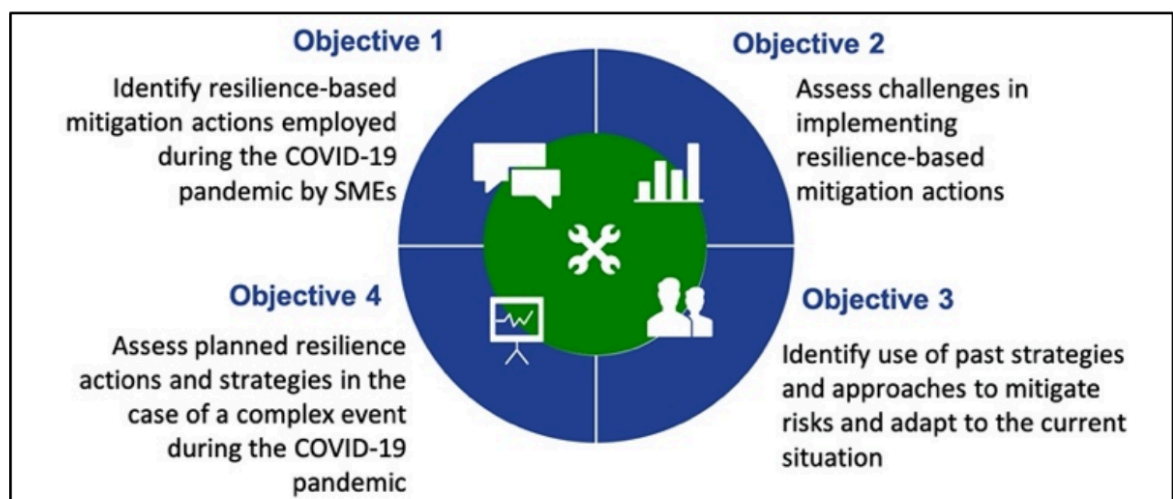 Objective 1
Identify resilience-based
mitigation actions employed
during the COVID-19
pandemic by SMEs
Objective 2
Assess challenges in
implementing
resilience-based
mitigation actions
Objective 3
Identify use of past strategies
and approaches to mitigate
risks and adapt to the current
situation
Objective 4
Assess planned resilience
actions and strategies in the
case of a complex event
during the COVID-19
pandemic